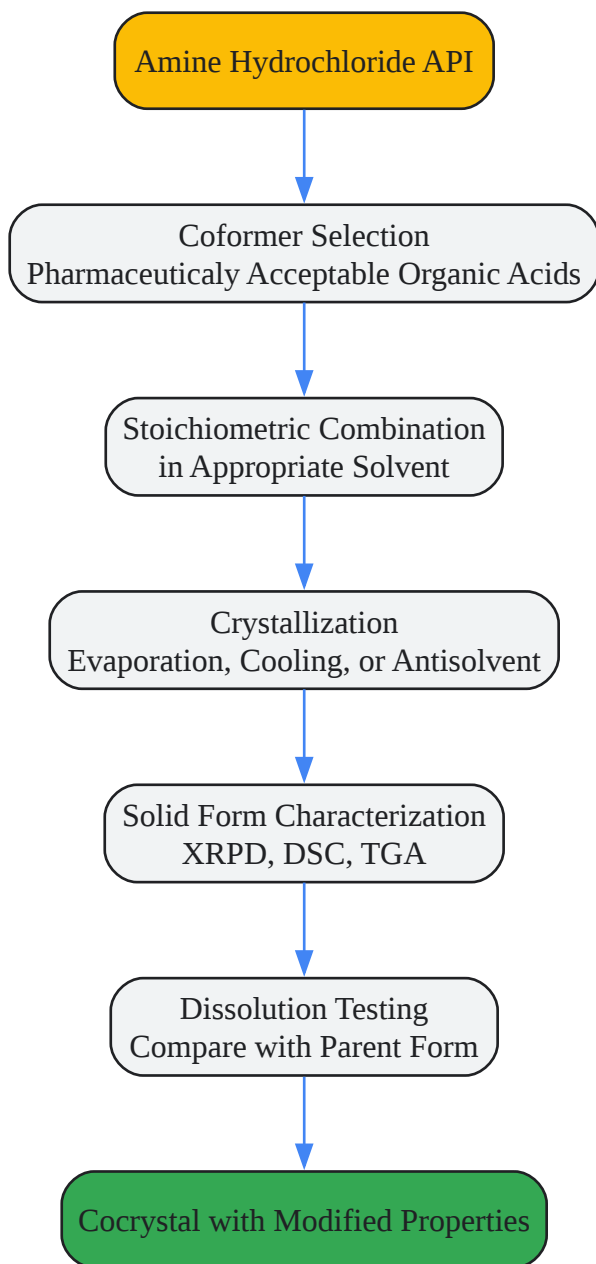 Amine Hydrochloride API
Coformer Selection
Pharmaceuticaly Acceptable Organic Acids
Stoichiometric Combination
in Appropriate Solvent
Crystallization
Evaporation, Cooling, or Antisolvent
Solid Form Characterization
XRPD, DSC, TGA
Dissolution Testing
Compare with Parent Form
Cocrystal with Modified Properties